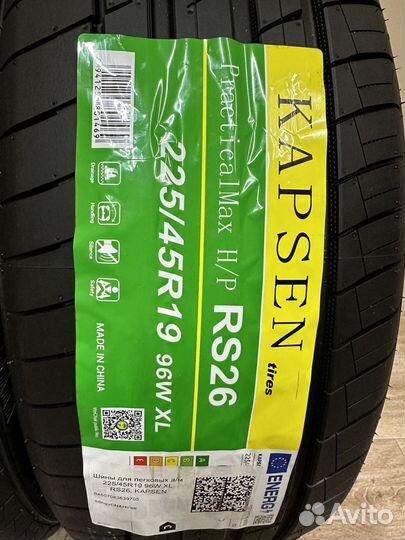 KAPSEN
tires
PracticalMax H/P
RS26
225/45R19 96W XL
Drainage
Handling
Silence
Safety
MADE IN CHINA
Шины для легковых а/м
225/45R19 96W XL
RS26, KAPSEN
ENERG
A
B
C
D
E
C
Avito